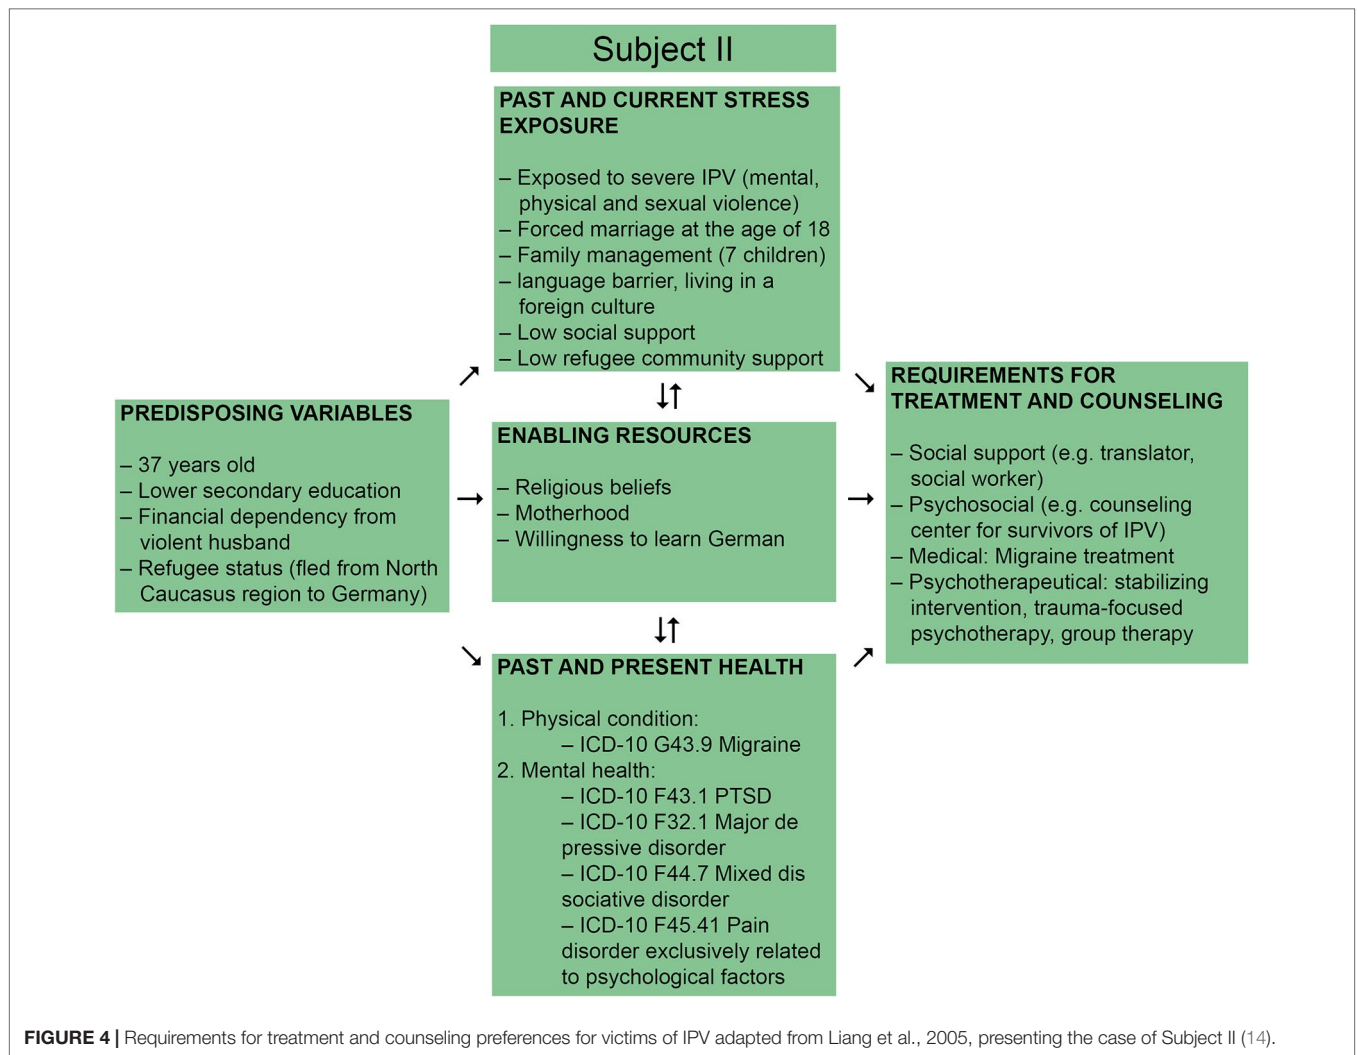 Subject II
PAST AND CURRENT STRESS
EXPOSURE
– Exposed to severe IPV (mental,
physical and sexual violence)
– Forced marriage at the age of 18
– Family management (7 children)
– language barrier, living in a
foreign culture
– Low social support
– Low refugee community support
PREDISPOSING VARIABLES
– 37 years old
– Lower secondary education
– Financial dependency from
violent husband
– Refugee status (fled from North
Caucasus region to Germany)
ENABLING RESOURCES
– Religious beliefs
– Motherhood
– Willingness to learn German
PAST AND PRESENT HEALTH
1. Physical condition:
– ICD-10 G43.9 Migraine
2. Mental health:
– ICD-10 F43.1 PTSD
– ICD-10 F32.1 Major de
pressive disorder
– ICD-10 F44.7 Mixed dis
sociative disorder
– ICD-10 F45.41 Pain
disorder exclusively related
to psychological factors
REQUIREMENTS FOR
TREATMENT AND COUNSELING
– Social support (e.g. translator,
social worker)
– Psychosocial (e.g. counseling
center for survivors of IPV)
– Medical: Migraine treatment
– Psychotherapeutical: stabilizing
intervention, trauma-focused
psychotherapy, group therapy
FIGURE 4 | Requirements for treatment and counseling preferences for victims of IPV adapted from Liang et al., 2005, presenting the case of Subject II (14).